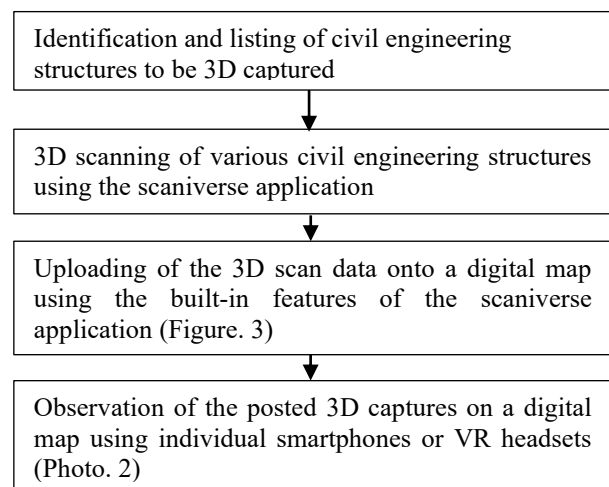 Identification and listing of civil engineering
structures to be 3D captured
3D scanning of various civil engineering structures
using the scaniverse application
Uploading of the 3D scan data onto a digital map
using the built-in features of the scaniverse
application (Figure. 3)
Observation of the posted 3D captures on a digital
map using individual smartphones or VR headsets
(Photo. 2)